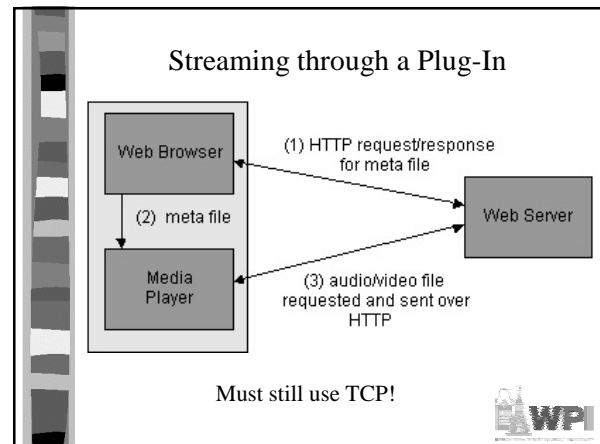 Streaming through a Plug-In
Web Browser
(1) HTTP request/response
for meta file
(2) meta file
Web Server
Media
Player
(3) audio/video file
requested and sent over
HTTP
Must still use TCP!
WPI